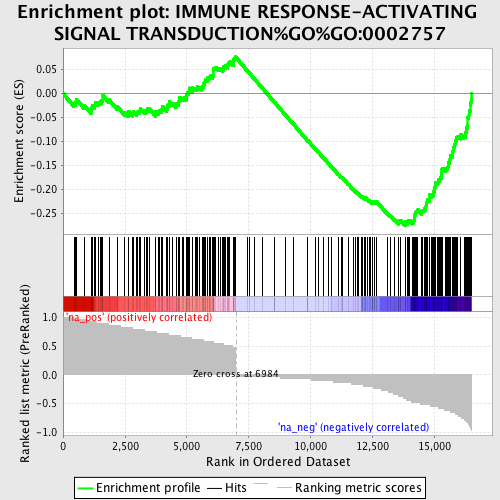 Enrichment plot: IMMUNE RESPONSE-ACTIVATING
SIGNAL TRANSDUCTION%GO%GO:0002757
Enrichment score (ES)
0.05
0.00
-0.05
-0.10
-0.15
-0.20
-0.25
Ranked list metric (PreRanked)
1.0
0.5
0.0
-0.5
-1.0
'na_pos' (positively correlated)
Zero cross at 6984
'na_neg' (negatively correlated)
0
2,500
5,000
7,500
10,000
12,500
15,000
Rank in Ordered Dataset
Enrichment profile
Hits
Ranking metric scores